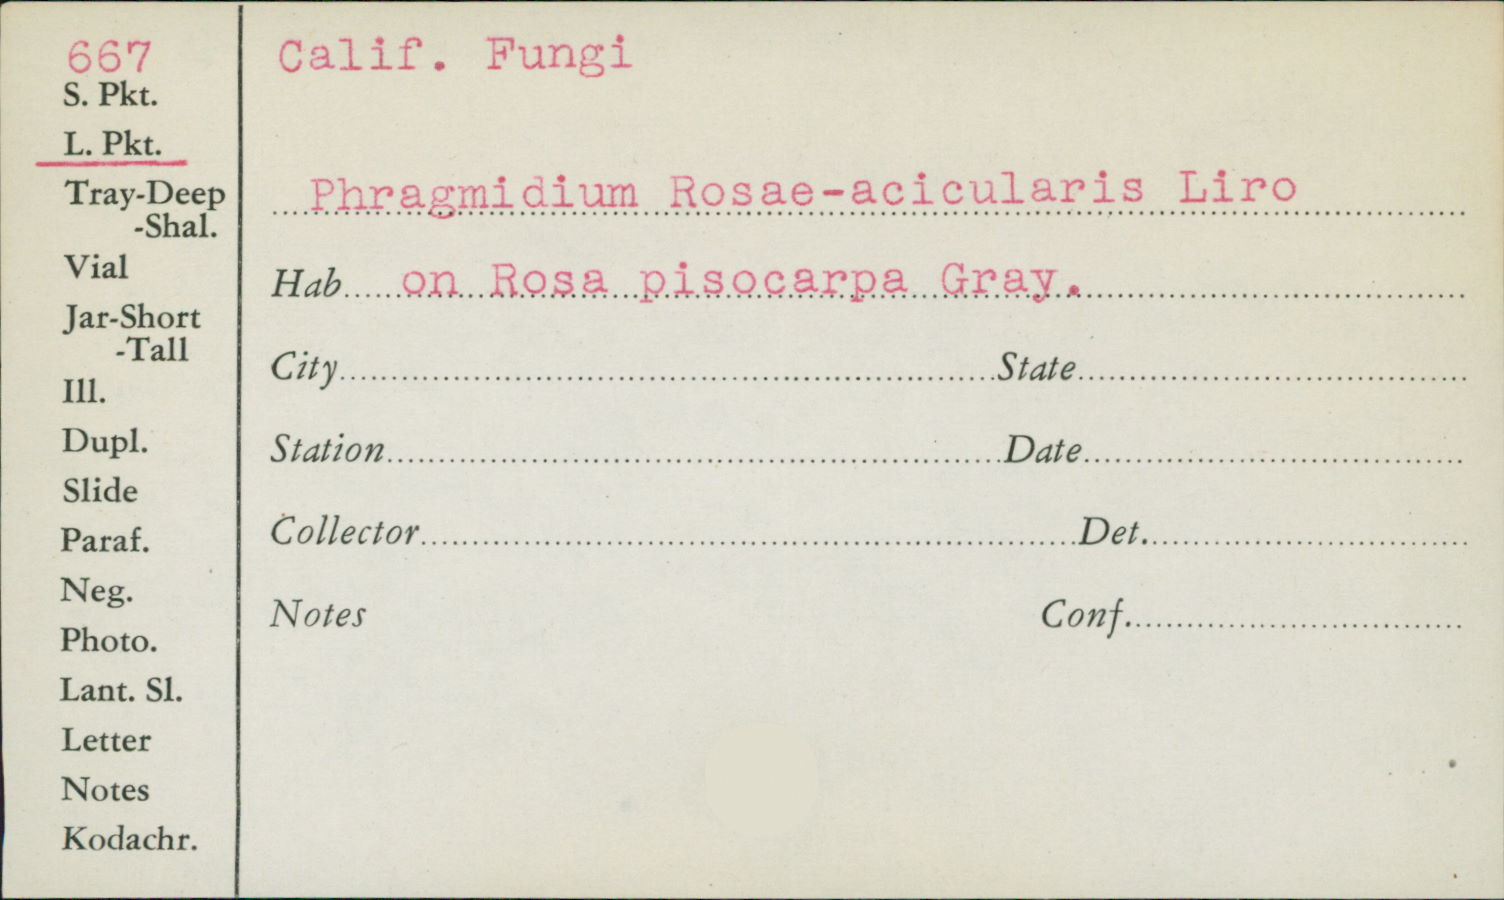 667
S. Pkt.
L. Pkt.
Tray-Deep
-Shal.
Vial
Jar-Short
-Tall
Ill.
Dupl.
Slide
Paraf.
Neg.
Photo.
Lant. Sl.
Letter
Notes
Kodachr.
Calif. Fungi
Phragmidium Rosae-acicularis Liro
Hab on Rosa pisocarpa Gray.
City State
Station Date
Collector Det.
Notes Conf.